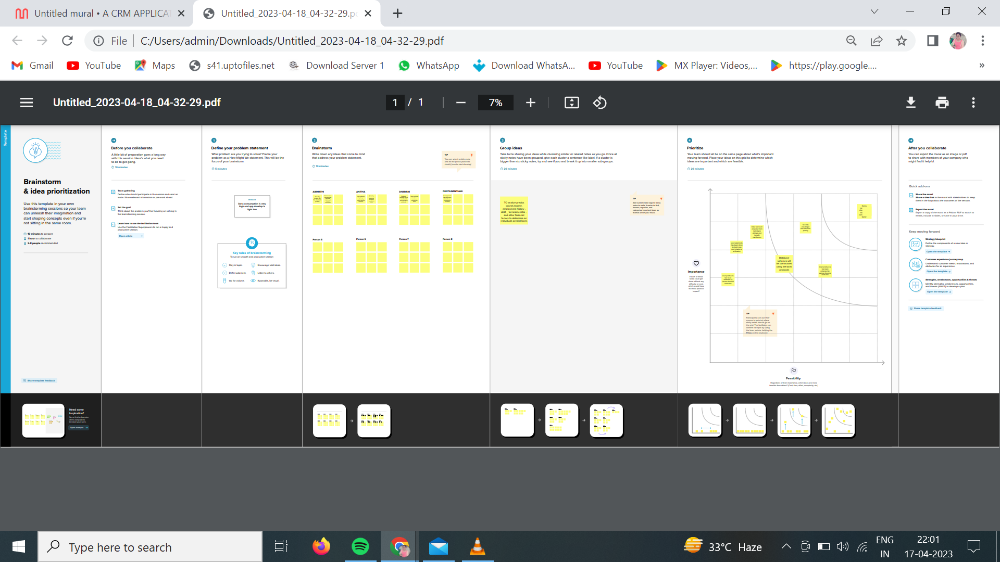 Untitled mural • A CRM APPLICAT
Untitled_2023-04-18_04-32-29.p
File
C:/Users/admin/Downloads/Untitled_2023-04-18_04-32-29.pdf
Gmail
YouTube
Maps
s41.uptofiles.net
Download Server 1
WhatsApp
Download WhatsA...
YouTube
MX Player: Videos,...
https://play.google....
»
Untitled_2023-04-18_04-32-29.pdf
1 / 1
7%
Template
Brainstorm
& idea prioritization
Use this template in your own
brainstorming sessions so your team
can unleash their imagination and
start shaping concepts even if you're
not sitting in the same room.
10 minutes to prepare
1 hour to collaborate
2-8 people recommended
Share template feedback
Need some
inspiration?
See a finished version
of this template to
kickstart your work.
Open example
Before you collaborate
A little bit of preparation goes a long way
with this session. Here's what you need
to do to get going.
10 minutes
A
Team gathering
Define who should participate in the session and send an
invite. Share relevant information or pre-work ahead.
B
Set the goal
Think about the problem you'll be focusing on solving in
the brainstorming session.
C
Learn how to use the facilitation tools
Use the Facilitation Superpowers to run a happy and
productive session.
Open article
1
Define your problem statement
What problem are you trying to solve? Frame your
problem as a How Might We statement. This will be the
focus of your brainstorm.
5 minutes
PROBLEM
Data consumption is very
high and app develop is
light low
Key rules of brainstorming
To run an smooth and productive session
Stay in topic.
Encourage wild ideas.
Defer judgment.
Listen to others.
Go for volume.
If possible, be visual.
2
Brainstorm
Write down any ideas that come to mind
that address your problem statement.
10 minutes
TIP
You can select a sticky note
and hit the pencil [switch to
sketch] icon to start drawing!
ABIMATHI
ANITHA
DHARANI
DENTILNANTHAN
Person 5
Person 6
Person 7
Person 8
3
Group ideas
Take turns sharing your ideas while clustering similar or related notes as you go. Once all
sticky notes have been grouped, give each cluster a sentence-like label. If a cluster is
bigger than six sticky notes, try and see if you and break it up into smaller sub-groups.
20 minutes
TO analize predict
course,income,
employment history ,
debt _ to income ratio ,
and other financial
factors to determine an
individuals predict loans
TIP
Add customizable tags to sticky
notes to make it easier to find,
browse, organize, and
categorize important ideas as
themes within your mural.
4
Prioritize
Your team should all be on the same page about what's important
moving forward. Place your ideas on this grid to determine which
ideas are important and which are feasible.
20 minutes
Database
schemes will
be constructed
using the bank
protocols
Importance
If each of these
tasks could get
done without any
difficulty or cost,
which would have
the most positive
impact?
TIP
Participants can use their
cursors to point at where
sticky notes should go on
the grid. The facilitator can
confirm the spot by using
the laser pointer holding the
H key on the keyboard.
Feasibility
Regardless of their importance, which tasks are more
feasible than others? (Cost, time, effort, complexity, etc.)
After you collaborate
You can export the mural as an image or pdf
to share with members of your company who
might find it helpful.
Quick add-ons
A
Share the mural
Share a view link to the mural with stakeholders to keep
them in the loop about the outcomes of the session.
B
Export the mural
Export a copy of the mural as a PNG or PDF to attach to
emails, include in slides, or save in your drive.
Keep moving forward
Strategy blueprint
Define the components of a new idea or
strategy.
Open the template
Customer experience journey map
Understand customer needs, motivations, and
obstacles for an experience.
Open the template
Strengths, weaknesses, opportunities & threats
Identify strengths, weaknesses, opportunities,
and threats (SWOT) to develop a plan.
Open the template
Share template feedback
Type here to search
33°C Haze
ENG
IN
22:01
17-04-2023